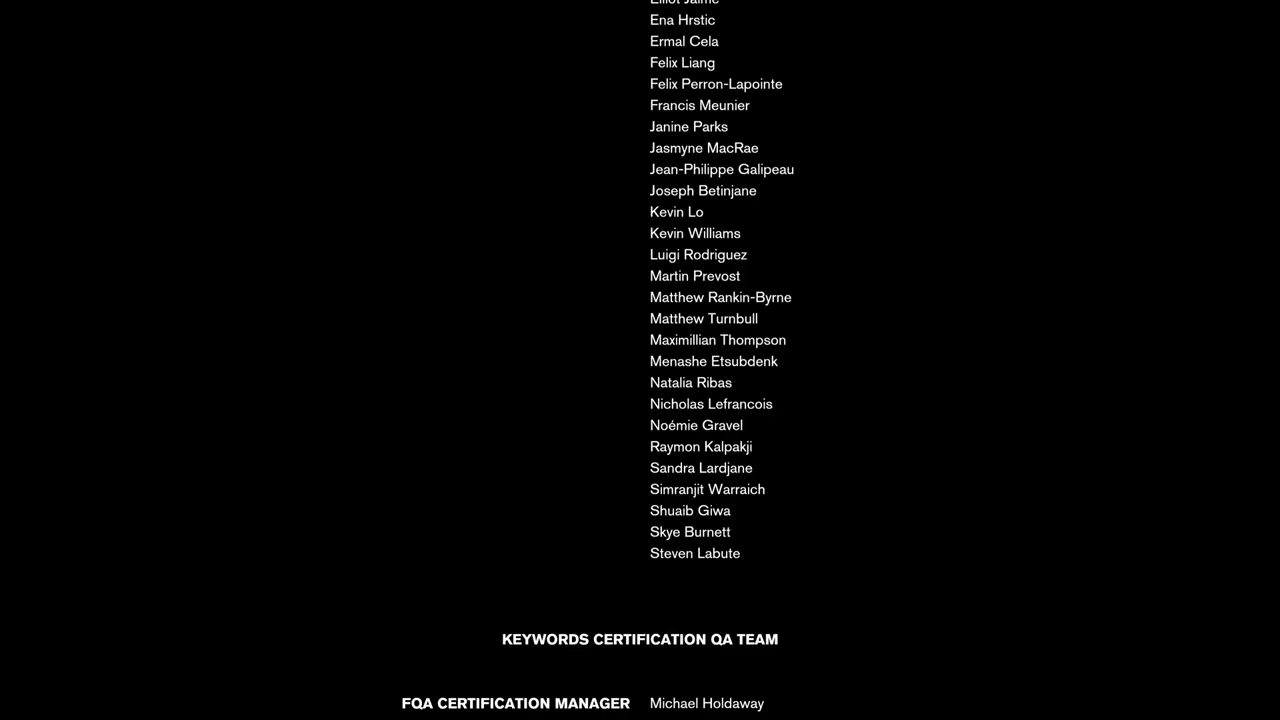 Elliot Jaime
Ena Hrstic
Ermal Cela
Felix Liang
Felix Perron-Lapointe
Francis Meunier
Janine Parks
Jasmyne MacRae
Jean-Philippe Galipeau
Joseph Betinjane
Kevin Lo
Kevin Williams
Luigi Rodriguez
Martin Prevost
Matthew Rankin-Byrne
Matthew Turnbull
Maximillian Thompson
Menashe Etsubdenk
Natalia Ribas
Nicholas Lefrancois
Noémie Gravel
Raymon Kalpakji
Sandra Lardjane
Simranjit Warraich
Shuaib Giwa
Skye Burnett
Steven Labute
KEYWORDS CERTIFICATION QA TEAM
FQA CERTIFICATION MANAGER Michael Holdaway